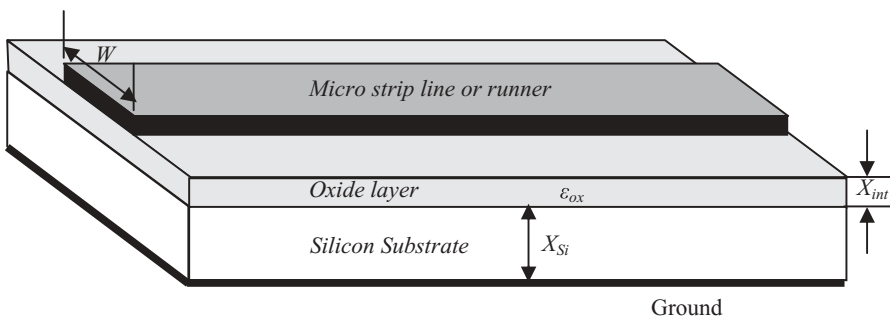 W
Micro strip line or runner
Oxide layer
ε_ox
X_int
Silicon Substrate
X_Si
Ground